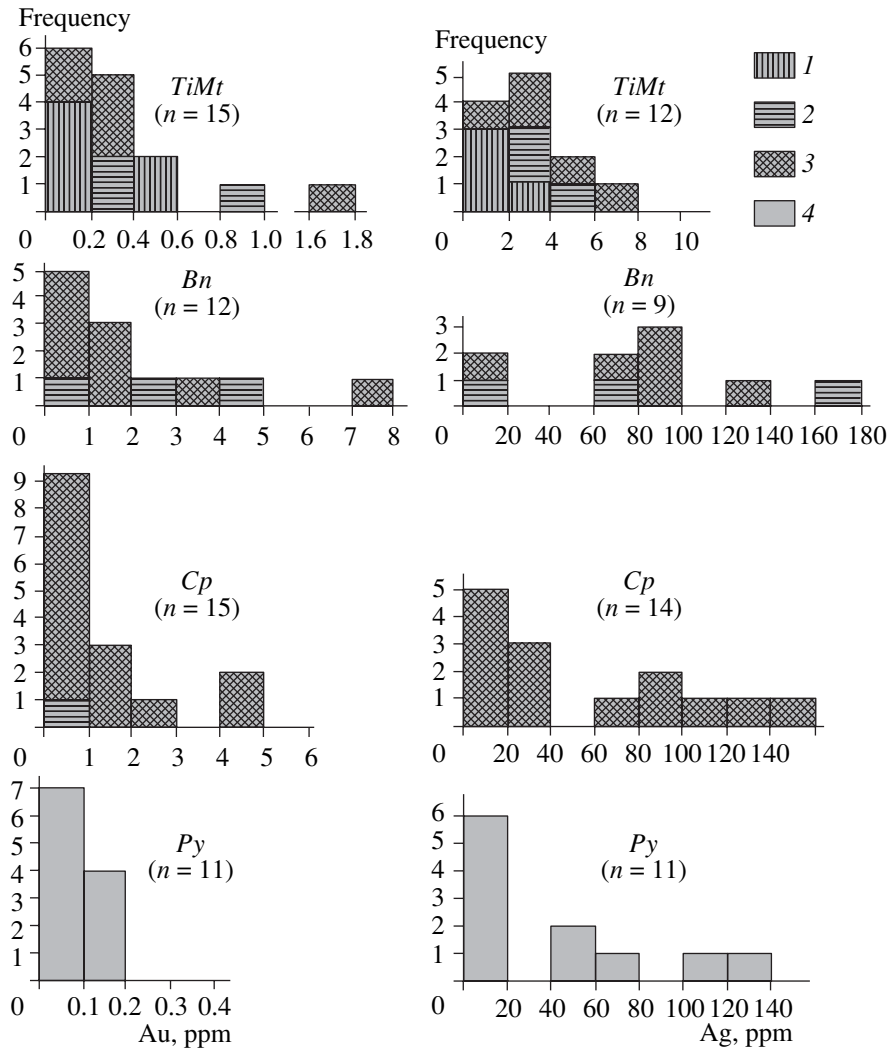 Frequency
6
5
4
3
2
1
TiMt
(n = 15)
0 0.2 0.4 0.6 0.8 1.0 1.6 1.8
Frequency
5
4
3
2
1
TiMt
(n = 12)
0 2 4 6 8 10
1
2
3
4
5
4
3
2
1
Bn
(n = 12)
0 1 2 3 4 5 6 7 8
3
2
1
Bn
(n = 9)
0 20 40 60 80 100 120 140 160 180
9
8
7
6
5
4
3
2
1
Cp
(n = 15)
0 1 2 3 4 5 6
5
4
3
2
1
Cp
(n = 14)
0 20 40 60 80 100 120 140
7
6
5
4
3
2
1
Py
(n = 11)
0 0.1 0.2 0.3 0.4
Au, ppm
6
5
4
3
2
1
Py
(n = 11)
0 20 40 60 80 100 120 140
Ag, ppm